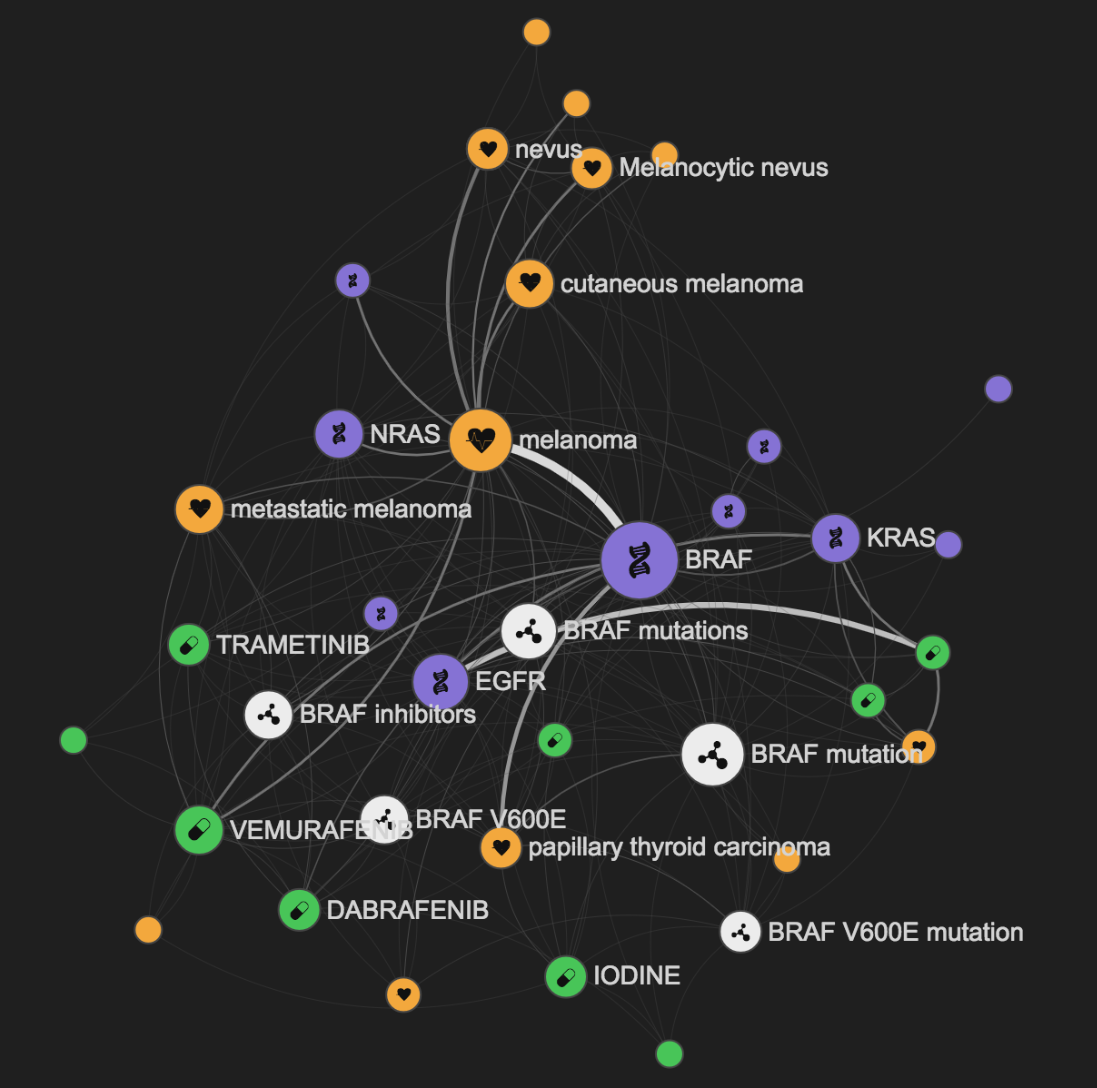 nevus
Melanocytic nevus
cutaneous melanoma
NRAS
melanoma
metastatic melanoma
KRAS
BRAF
BRAF mutations
TRAMETINIB
EGFR
BRAF inhibitors
BRAF mutation
BRAF V600E
VEMURAFENIB
papillary thyroid carcinoma
DABRAFENIB
BRAF V600E mutation
IODINE